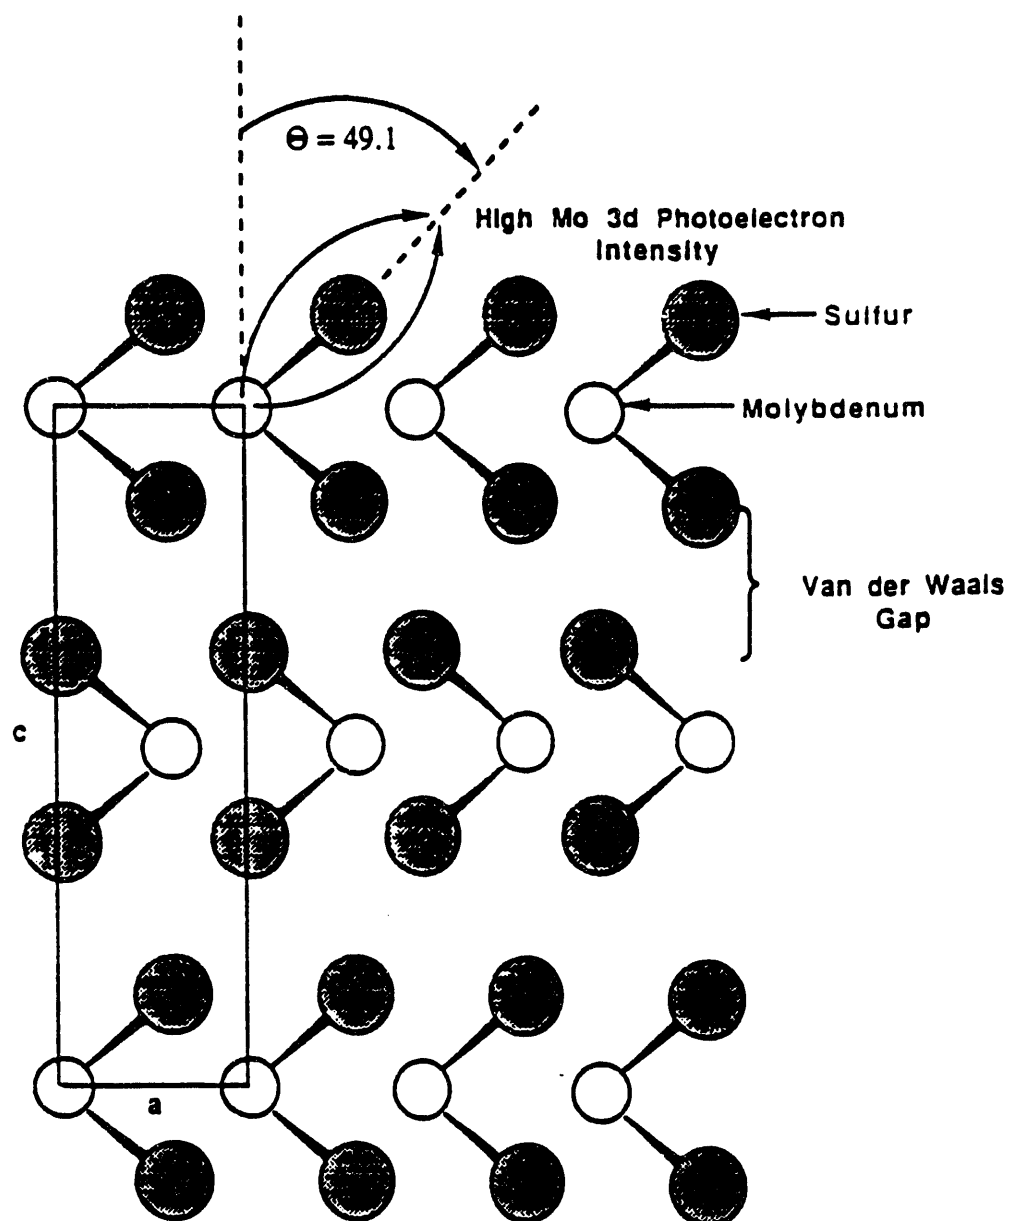 Θ = 49.1
High Mo 3d Photoelectron
Intensity
Sulfur
Molybdenum
Van der Waals
Gap
c
a